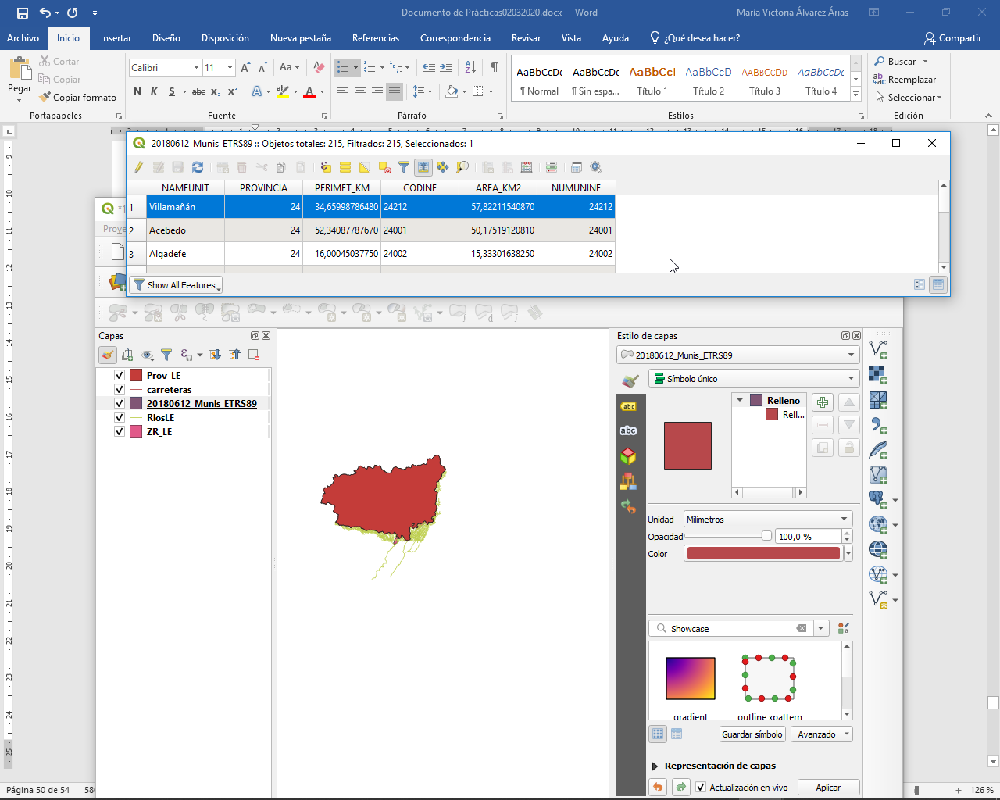 Documento de Prácticas02032020.docx - Word
María Victoria Álvarez Árias
Archivo
Inicio
Insertar
Diseño
Disposición
Nueva pestaña
Referencias
Correspondencia
Revisar
Vista
Ayuda
¿Qué desea hacer?
Compartir
Pegar
Cortar
Copiar
Copiar formato
Portapapeles
Calibri
11
Aa
N K S abc x₂ x²
Fuente
Párrafo
AaBbCcDc
¶ Normal
AaBbCcDc
¶ Sin espa...
AaBbCcI
Título 1
AaBbCcD
Título 2
AABBCCDD
Título 3
AaBbCcDc
Título 4
Estilos
Buscar
Reemplazar
Seleccionar
Edición
20180612_Munis_ETRS89 :: Objetos totales: 215, Filtrados: 215, Seleccionados: 1
NAMEUNIT PROVINCIA PERIMET_KM CODINE AREA_KM2 NUMUNINE
1 Villamañán 24 34,65998786480 24212 57,82211540870 24212
2 Acebedo 24 52,34087787670 24001 50,17519120810 24001
3 Algadefe 24 16,00045037750 24002 15,33301638250 24002
Show All Features
Capas
Prov_LE
carreteras
20180612_Munis_ETRS89
RiosLE
ZR_LE
Estilo de capas
20180612_Munis_ETRS89
Símbolo único
abc
abc
Relleno
Rell...
Unidad Milímetros
Opacidad 100,0 %
Color
Showcase
gradient
outline xpattern
Guardar símbolo
Avanzado
Representación de capas
Actualización en vivo
Aplicar
Página 50 de 54
126 %